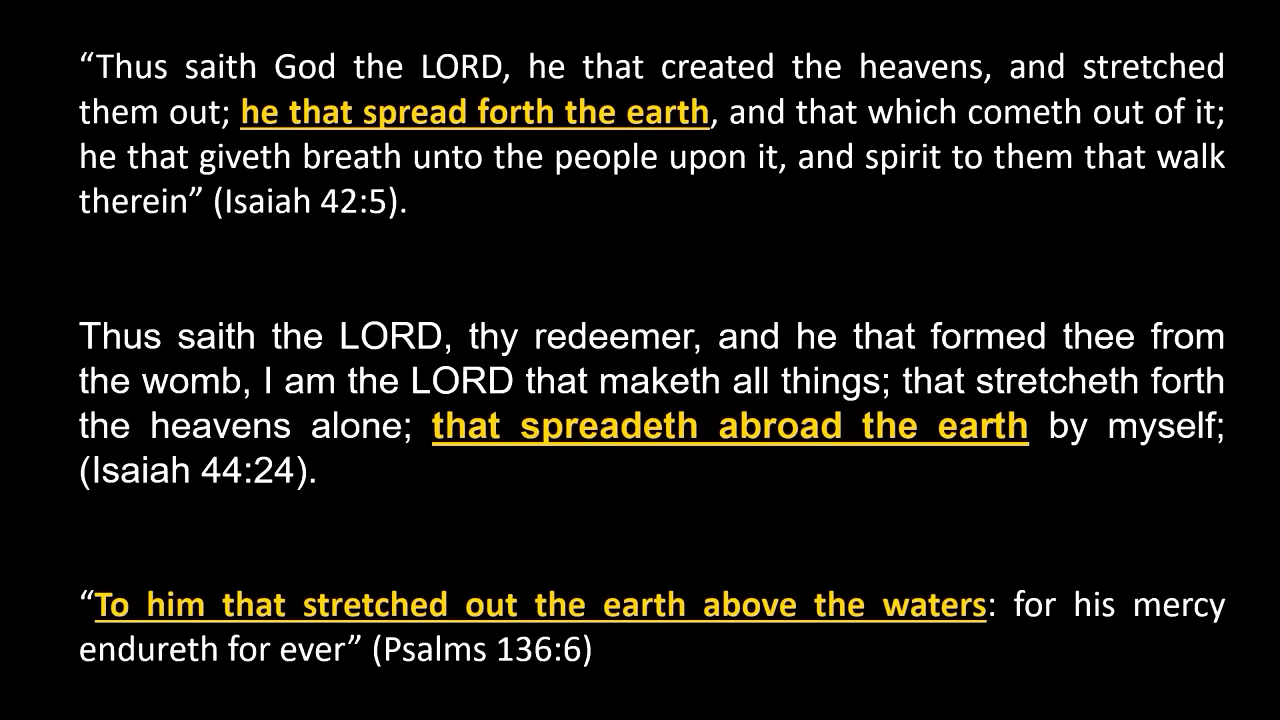 “Thus saith God the LORD, he that created the heavens, and stretched
them out; he that spread forth the earth, and that which cometh out of it;
he that giveth breath unto the people upon it, and spirit to them that walk
therein” (Isaiah 42:5).
Thus saith the LORD, thy redeemer, and he that formed thee from
the womb, I am the LORD that maketh all things; that stretcheth forth
the heavens alone; that spreadeth abroad the earth by myself;
(Isaiah 44:24).
“To him that stretched out the earth above the waters: for his mercy
endureth for ever” (Psalms 136:6)